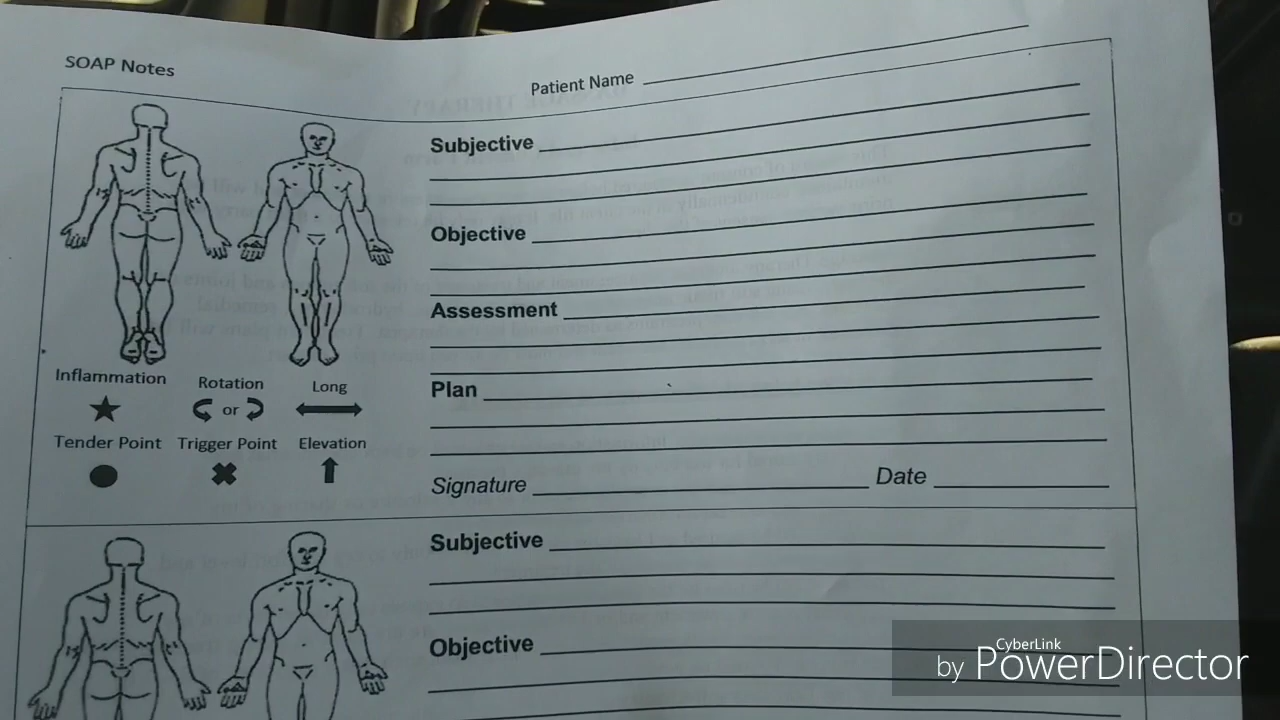 SOAP Notes
Patient Name
Subjective
Objective
Assessment
Plan
Signature Date
Inflammation Rotation Long
or
Tender Point Trigger Point Elevation
Subjective
Objective
CyberLink
by PowerDirector